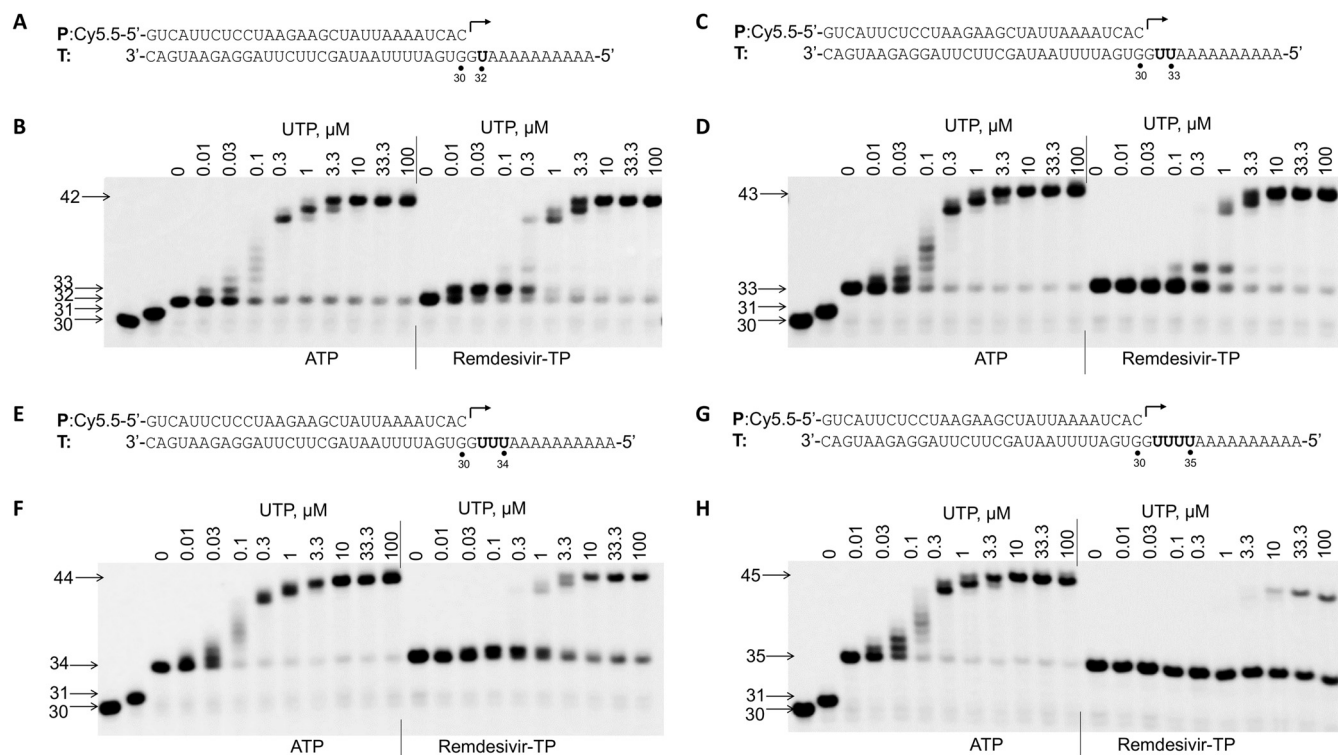 A
P:Cy5.5-5’-GUCAUUCUCCUAAGAAGCUAUUAAAAUCAC
T: 3’-CAGUAAGAGGAUUCUUCGAUAAUUUUAGUGGUAAAAAAAAAA-5’
30 32
B
UTP, µM UTP, µM
0 0.01 0.03 0.1 0.3 1 3.3 10 33.3 100 0 0.01 0.03 0.1 0.3 1 3.3 10 33.3 100
42
33
32
31
30
ATP Remdesivir-TP
C
P:Cy5.5-5’-GUCAUUCUCCUAAGAAGCUAUUAAAAUCAC
T: 3’-CAGUAAGAGGAUUCUUCGAUAAUUUUAGUGGUUAAAAAAAAAA-5’
30 33
D
UTP, µM UTP, µM
0 0.01 0.03 0.1 0.3 1 3.3 10 33.3 100 0 0.01 0.03 0.1 0.3 1 3.3 10 33.3 100
43
33
31
30
ATP Remdesivir-TP
E
P:Cy5.5-5’-GUCAUUCUCCUAAGAAGCUAUUAAAAUCAC
T: 3’-CAGUAAGAGGAUUCUUCGAUAAUUUUAGUGGUUUAAAAAAAAAA-5’
30 34
F
UTP, µM UTP, µM
0 0.01 0.03 0.1 0.3 1 3.3 10 33.3 100 0 0.01 0.03 0.1 0.3 1 3.3 10 33.3 100
44
34
31
30
ATP Remdesivir-TP
G
P:Cy5.5-5’-GUCAUUCUCCUAAGAAGCUAUUAAAAUCAC
T: 3’-CAGUAAGAGGAUUCUUCGAUAAUUUUAGUGGUUUUAAAAAAAAAA-5’
30 35
H
UTP, µM UTP, µM
0 0.01 0.03 0.1 0.3 1 3.3 10 33.3 100 0 0.01 0.03 0.1 0.3 1 3.3 10 33.3 100
45
35
31
30
ATP Remdesivir-TP